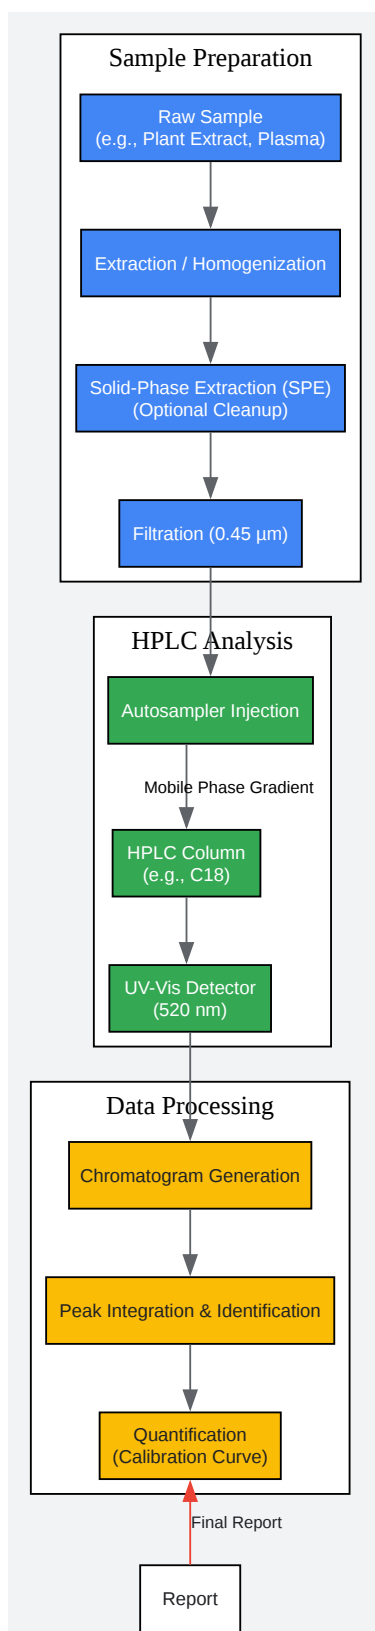 Sample Preparation
Raw Sample
(e.g., Plant Extract, Plasma)
Extraction / Homogenization
Solid-Phase Extraction (SPE)
(Optional Cleanup)
Filtration (0.45 µm)
HPLC Analysis
Autosampler Injection
Mobile Phase Gradient
HPLC Column
(e.g., C18)
UV-Vis Detector
(520 nm)
Data Processing
Chromatogram Generation
Peak Integration & Identification
Quantification
(Calibration Curve)
Final Report
Report